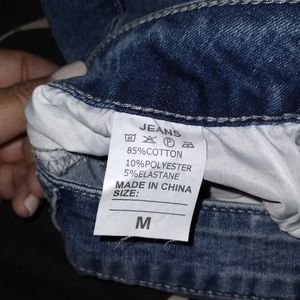 JEANS
85%COTTON
10%POLYESTER
5%ELASTANE
MADE IN CHINA
SIZE:
M